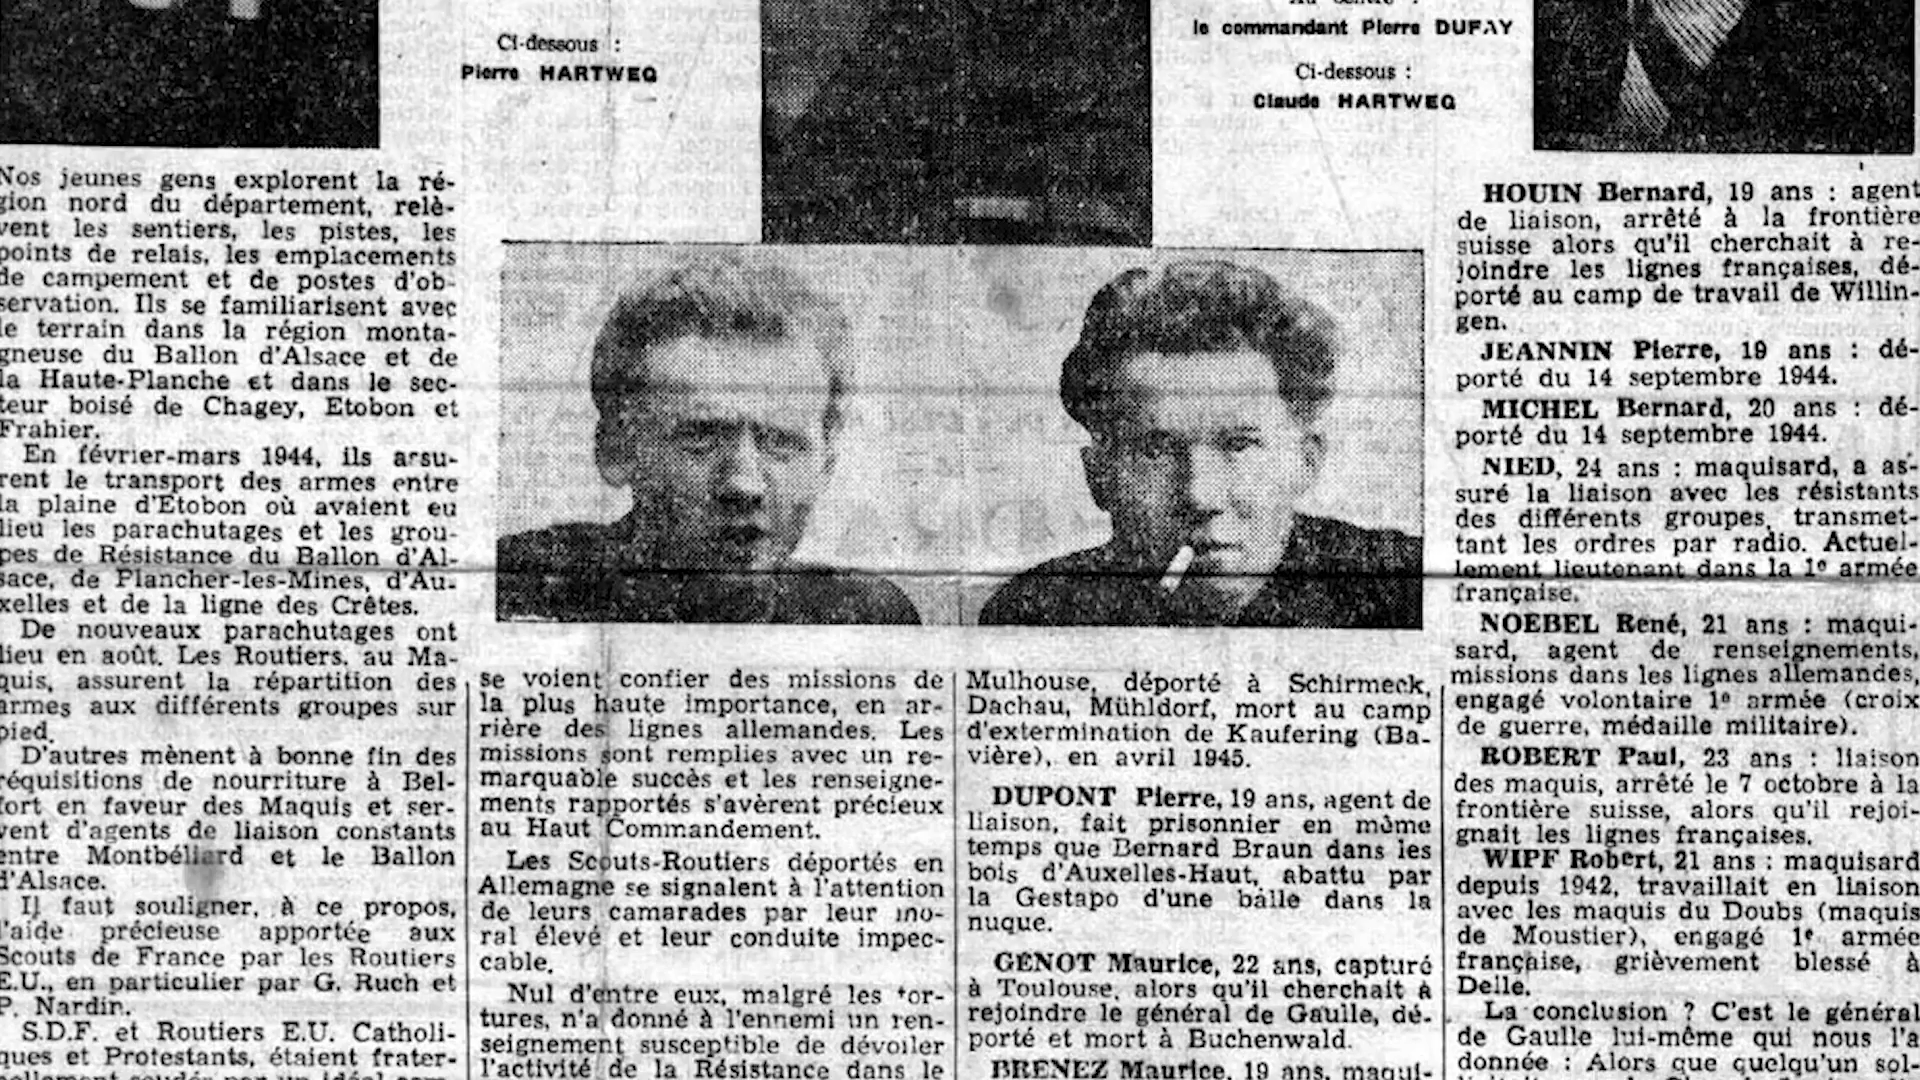 Ci-dessous :
Pierre HARTWEG
le commandant Pierre DUFAY
Ci-dessous :
Claude HARTWEG
Nos jeunes gens explorent la ré-
gion nord du département, relè-
vent les sentiers, les pistes, les
points de relais, les emplacements
de campement et de postes d'ob-
servation. Ils se familiarisent avec
le terrain dans la région monta-
gneuse du Ballon d'Alsace et de
la Haute-Planche et dans le sec-
teur boisé de Chagey, Etobon et
Frahier.
En février-mars 1944, ils assu-
rent le transport des armes entre
la plaine d'Etobon où avaient eu
lieu les parachutages et les grou-
pes de Résistance du Ballon d'Al-
sace, de Plancher-les-Mines, d'Au-
xelles et de la ligne des Crêtes.
De nouveaux parachutages ont
lieu en août. Les Routiers, au Ma-
quis, assurent la répartition des
armes aux différents groupes sur
pied.
D'autres mènent à bonne fin des
réquisitions de nourriture à Bel-
fort en faveur des Maquis et ser-
vent d'agents de liaison constants
entre Montbéliard et le Ballon
d'Alsace.
Il faut souligner, à ce propos,
l'aide précieuse apportée aux
Scouts de France par les Routiers
E.U., en particulier par G. Ruch et
P. Nardin.
S.D.F. et Routiers E.U. Catholi-
ques et Protestants, étaient frater-
se voient confier des missions de
la plus haute importance, en ar-
rière des lignes allemandes. Les
missions sont remplies avec un re-
marquable succès et les renseigne-
ments rapportés s'avèrent précieux
au Haut Commandement.
Les Scouts-Routiers déportés en
Allemagne se signalent à l'attention
de leurs camarades par leur mo-
ral élevé et leur conduite impec-
cable.
Nul d'entre eux, malgré les tor-
tures, n'a donné à l'ennemi un ren-
seignement susceptible de dévoiler
l'activité de la Résistance dans le
Mulhouse, déporté à Schirmeck,
Dachau, Mühldorf, mort au camp
d'extermination de Kaufering (Ba-
vière), en avril 1945.
DUPONT Pierre, 19 ans, agent de
liaison, fait prisonnier en même
temps que Bernard Braun dans les
bois d'Auxelles-Haut, abattu par
la Gestapo d'une balle dans la
nuque.
GENOT Maurice, 22 ans, capturé
à Toulouse, alors qu'il cherchait à
rejoindre le général de Gaulle, dé-
porté et mort à Buchenwald.
BRENEZ Maurice, 19 ans, maqui-
HOUIN Bernard, 19 ans : agent
de liaison, arrêté à la frontière
suisse alors qu'il cherchait à re-
joindre les lignes françaises, dé-
porté au camp de travail de Willin-
gen.
JEANNIN Pierre, 19 ans : dé-
porté du 14 septembre 1944.
MICHEL Bernard, 20 ans : dé-
porté du 14 septembre 1944.
NIED, 24 ans : maquisard, a as-
suré la liaison avec les résistants
des différents groupes, transmet-
tant les ordres par radio. Actuel-
lement lieutenant dans la 1e armée
française.
NOEBEL René, 21 ans : maqui-
sard, agent de renseignements,
missions dans les lignes allemandes,
engagé volontaire 1e armée (croix
de guerre, médaille militaire).
ROBERT Paul, 23 ans : liaison
des maquis, arrêté le 7 octobre à la
frontière suisse, alors qu'il rejoi-
gnait les lignes françaises.
WIPF Robert, 21 ans : maquisard
depuis 1942, travaillait en liaison
avec les maquis du Doubs (maquis
de Moustier), engagé 1e armée
française, grièvement blessé à
Delle.
La conclusion ? C'est le général
de Gaulle lui-même qui nous l'a
donnée : Alors que quelqu'un sol-